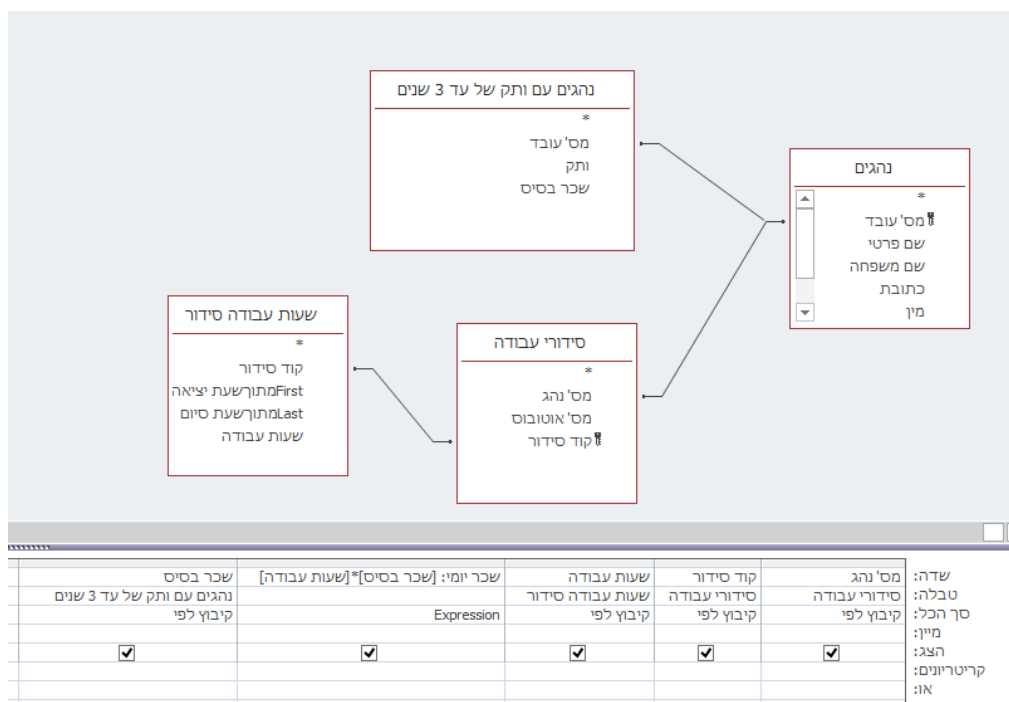 נהגים עם ותק של עד 3 שנים
*
מס' עובד
ותק
שכר בסיס
נהגים
*
מס' עובד
שם פרטי
שם משפחה
כתובת
מין
סידורי עבודה
*
מס' נהג
מס' אוטובוס
קוד סידור
שעות עבודה סידור
*
קוד סידור
Firstמתוךשעת יציאה
Lastמתוךשעת סיום
שעות עבודה
שדה: מס' נהג קוד סידור שעות עבודה שכר יומי: [שכר בסיס]*[שעות עבודה] שכר בסיס
טבלה: סידורי עבודה סידורי עבודה שעות עבודה סידור נהגים עם ותק של עד 3 שנים
סך הכל: קיבוץ לפי קיבוץ לפי קיבוץ לפי Expression קיבוץ לפי
מיין:
הצג:
קריטריונים:
או: